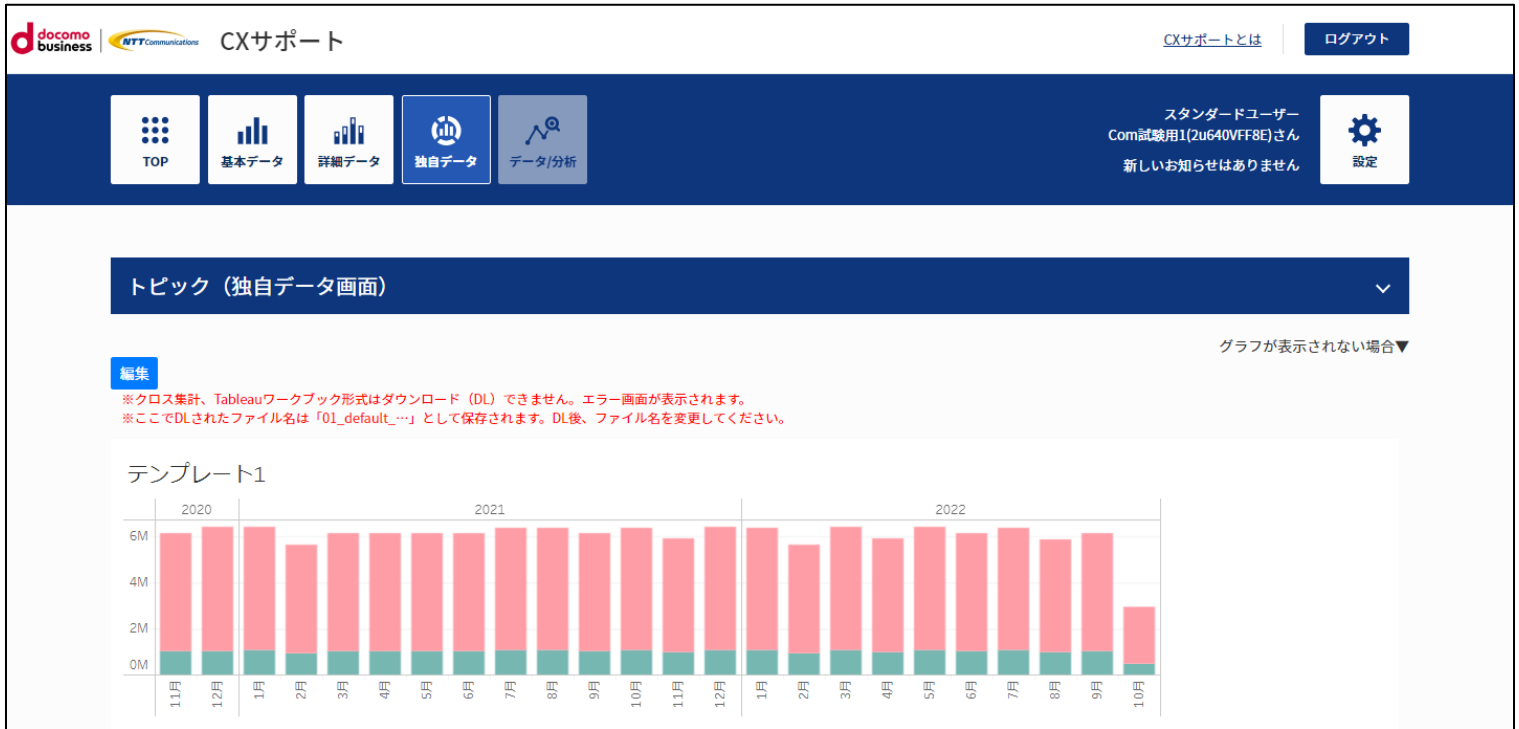 docomo business NTT Communications CXサポート CXサポートとは ログアウト
TOP 基本データ 詳細データ 独自データ データ/分析
スタンダードユーザー
Com試験用1(2u640VFF8E)さん
新しいお知らせはありません
設定
トピック（独自データ画面）
グラフが表示されない場合▼
編集
※クロス集計、Tableauワークブック形式はダウンロード（DL）できません。エラー画面が表示されます。
※ここでDLされたファイル名は「01_default_…」として保存されます。DL後、ファイル名を変更してください。
テンプレート1
2020 2021 2022
6M
4M
2M
0M
11月 12月 1月 2月 3月 4月 5月 6月 7月 8月 9月 10月 11月 12月 1月 2月 3月 4月 5月 6月 7月 8月 9月 10月